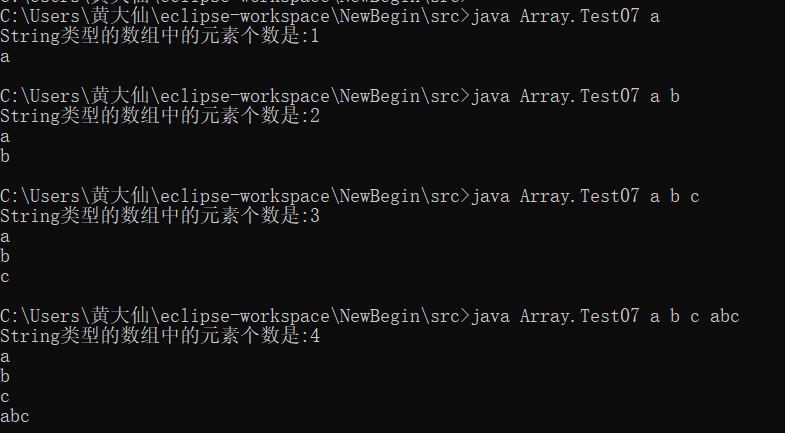 C:\Users\黄大仙\eclipse-workspace\NewBegin\src>java Array.Test07 a
String类型的数组中的元素个数是:1
a
C:\Users\黄大仙\eclipse-workspace\NewBegin\src>java Array.Test07 a b
String类型的数组中的元素个数是:2
a
b
C:\Users\黄大仙\eclipse-workspace\NewBegin\src>java Array.Test07 a b c
String类型的数组中的元素个数是:3
a
b
c
C:\Users\黄大仙\eclipse-workspace\NewBegin\src>java Array.Test07 a b c abc
String类型的数组中的元素个数是:4
a
b
c
abc